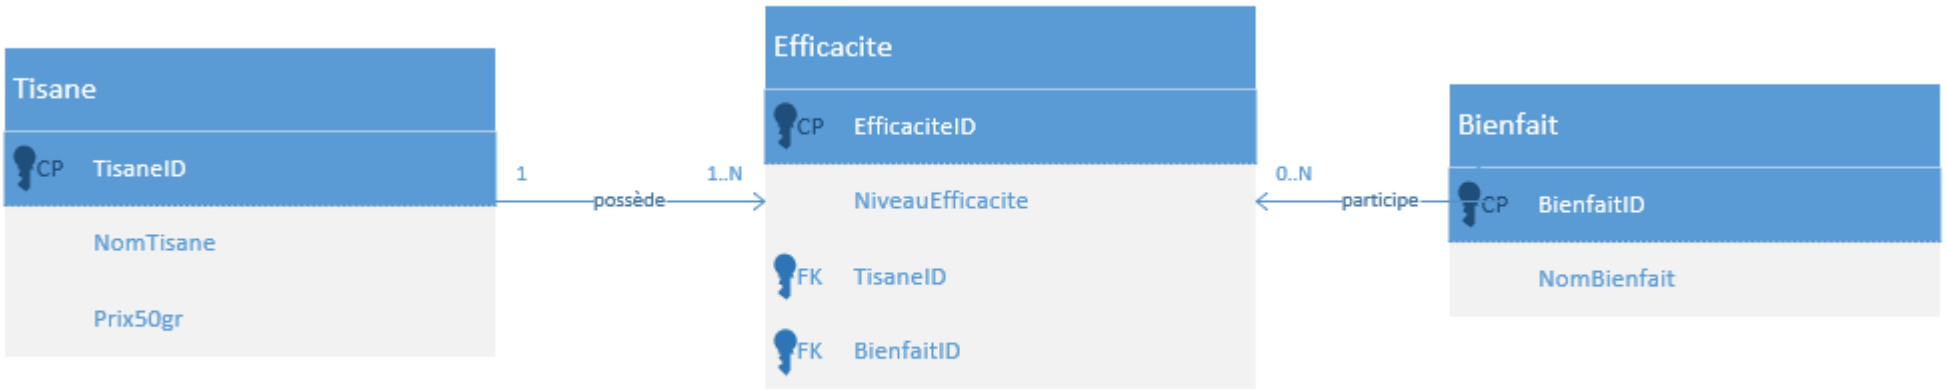 Tisane
CP TisaneID
NomTisane
Prix50gr
1
possède
1..N
Efficacite
CP EfficaciteID
NiveauEfficacite
FK TisaneID
FK BienfaitID
0..N
participe
Bienfait
CP BienfaitID
NomBienfait